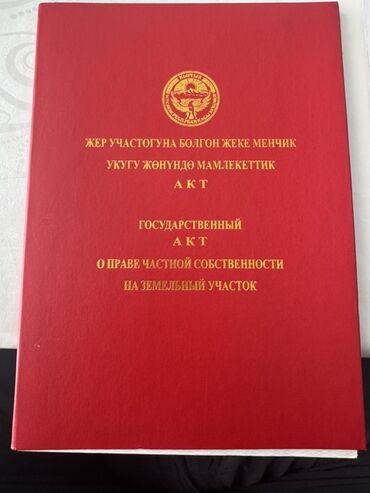 ЖЕР УЧАСТОГУНА БОЛГОН ЖЕКЕ МЕНЧИК
УКУГУ ЖӨНҮНДӨ МАМЛЕКЕТТИК
АКТ
ГОСУДАРСТВЕННЫЙ
АКТ
О ПРАВЕ ЧАСТНОЙ СОБСТВЕННОСТИ
НА ЗЕМЕЛЬНЫЙ УЧАСТОК